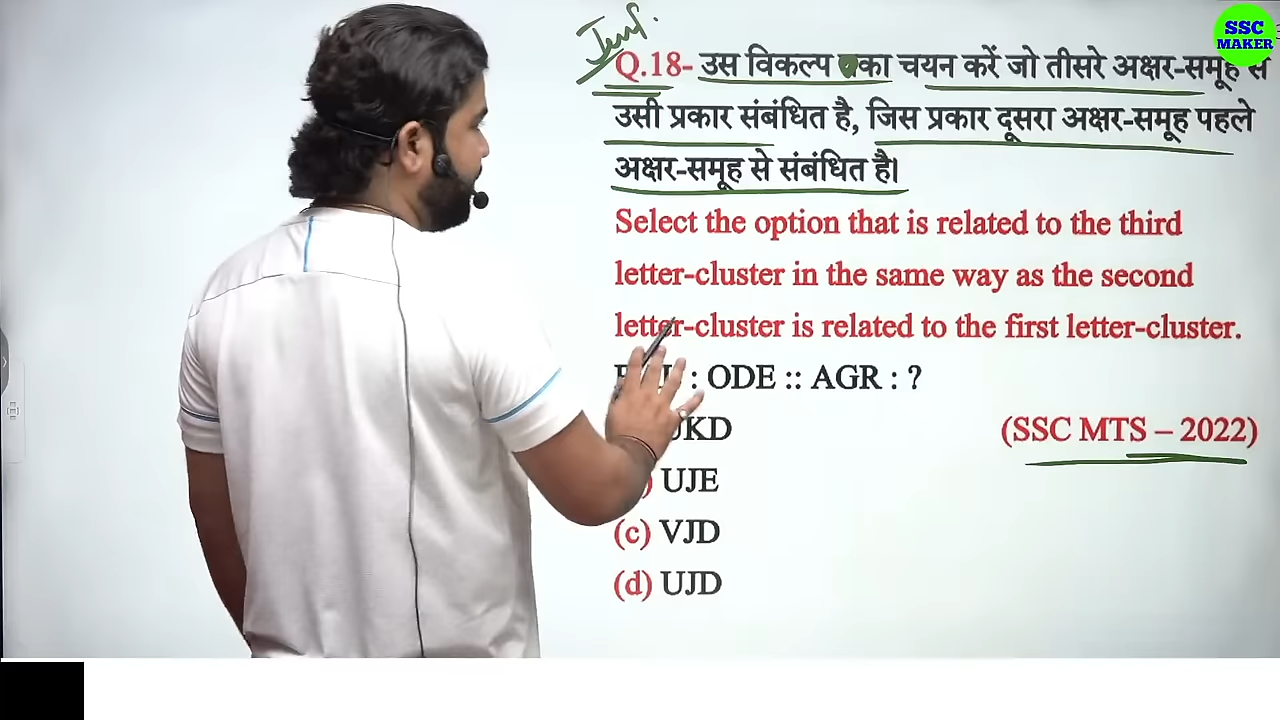 SSC
MAKER
Q.18- उस विकल्प का चयन करें जो तीसरे अक्षर-समूह से
उसी प्रकार संबंधित है, जिस प्रकार दूसरा अक्षर-समूह पहले
अक्षर-समूह से संबंधित है।
Select the option that is related to the third
letter-cluster in the same way as the second
letter-cluster is related to the first letter-cluster.
: ODE :: AGR : ?
UKD (SSC MTS – 2022)
UJE
(c) VJD
(d) UJD